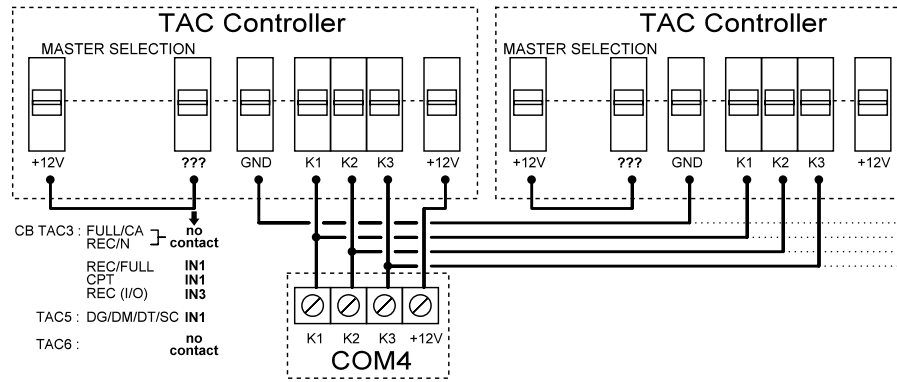 TAC Controller
MASTER SELECTION
+12V ??? GND K1 K2 K3 +12V
TAC Controller
MASTER SELECTION
+12V ??? GND K1 K2 K3 +12V
CB TAC3 : FULL/CA no
REC/N contact
REC/FULL IN1
CPT IN1
REC (I/O) IN3
TAC5 : DG/DM/DT/SC IN1
TAC6 : no
contact
K1 K2 K3 +12V
COM4